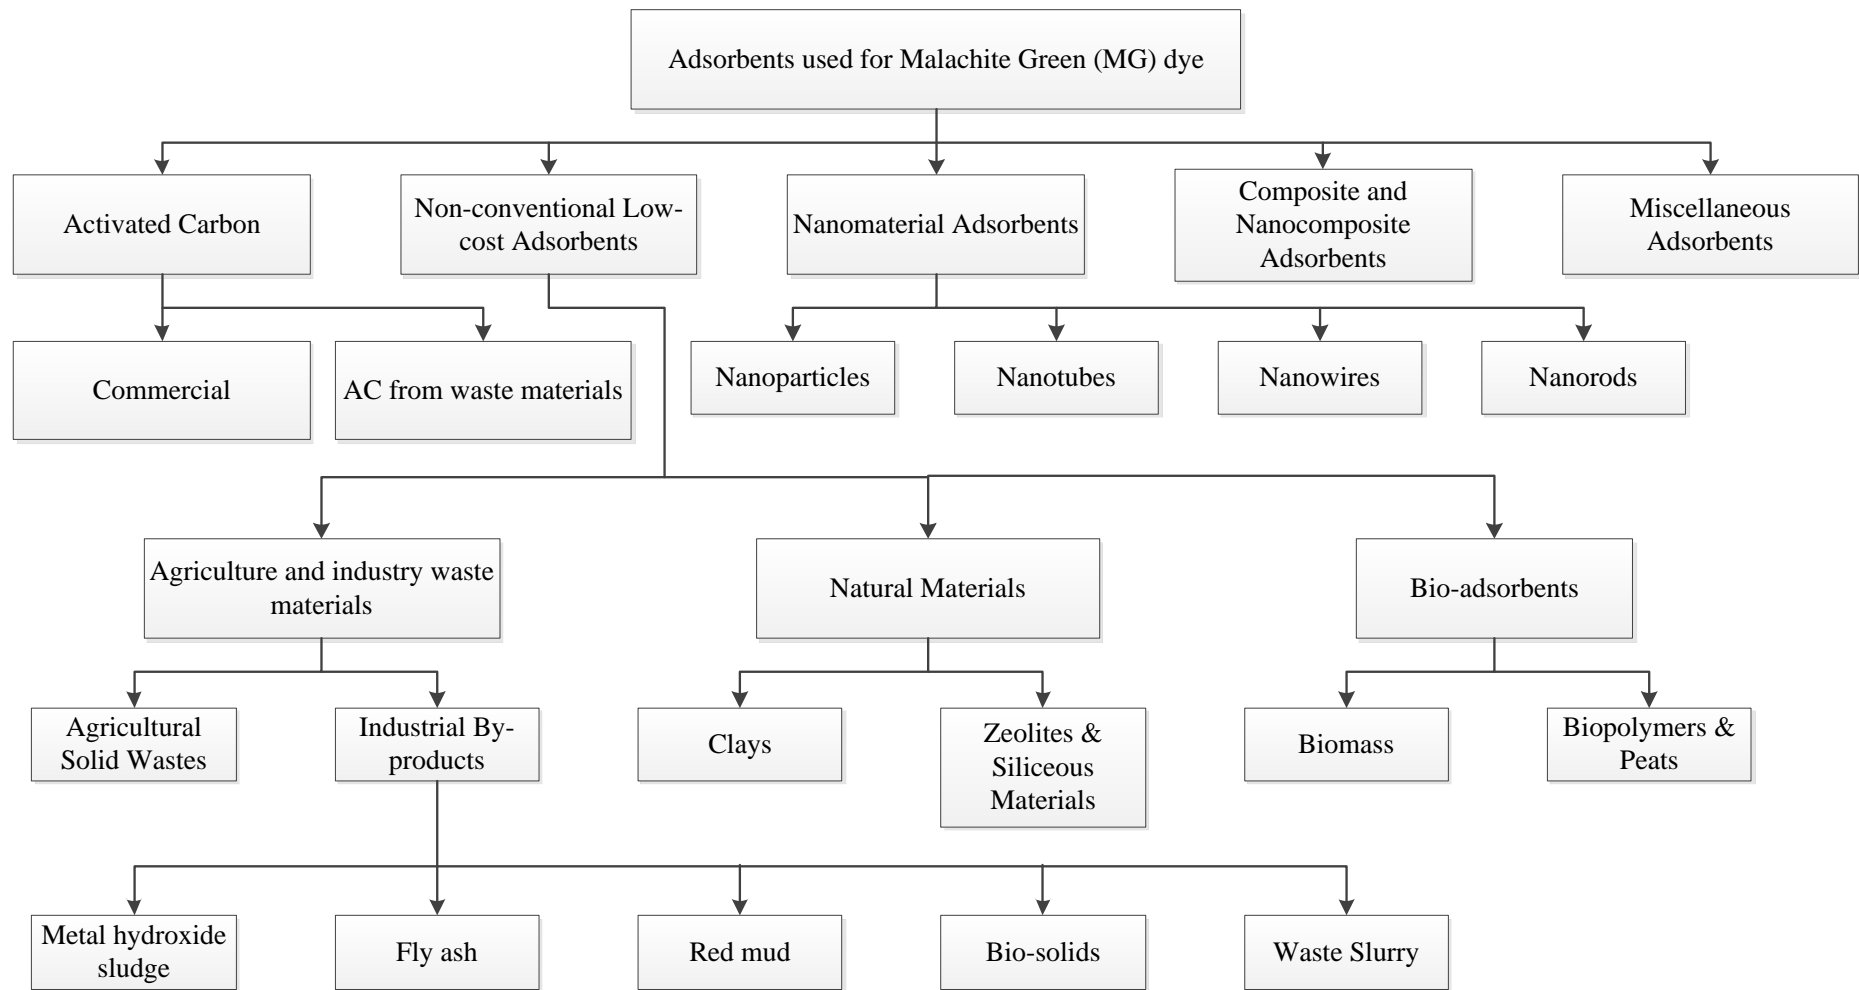 Adsorbents used for Malachite Green (MG) dye
Activated Carbon
Non-conventional Low-
cost Adsorbents
Nanomaterial Adsorbents
Composite and
Nanocomposite
Adsorbents
Miscellaneous
Adsorbents
Commercial
AC from waste materials
Nanoparticles
Nanotubes
Nanowires
Nanorods
Agriculture and industry waste
materials
Natural Materials
Bio-adsorbents
Agricultural
Solid Wastes
Industrial By-
products
Clays
Zeolites &
Siliceous
Materials
Biomass
Biopolymers &
Peats
Metal hydroxide
sludge
Fly ash
Red mud
Bio-solids
Waste Slurry